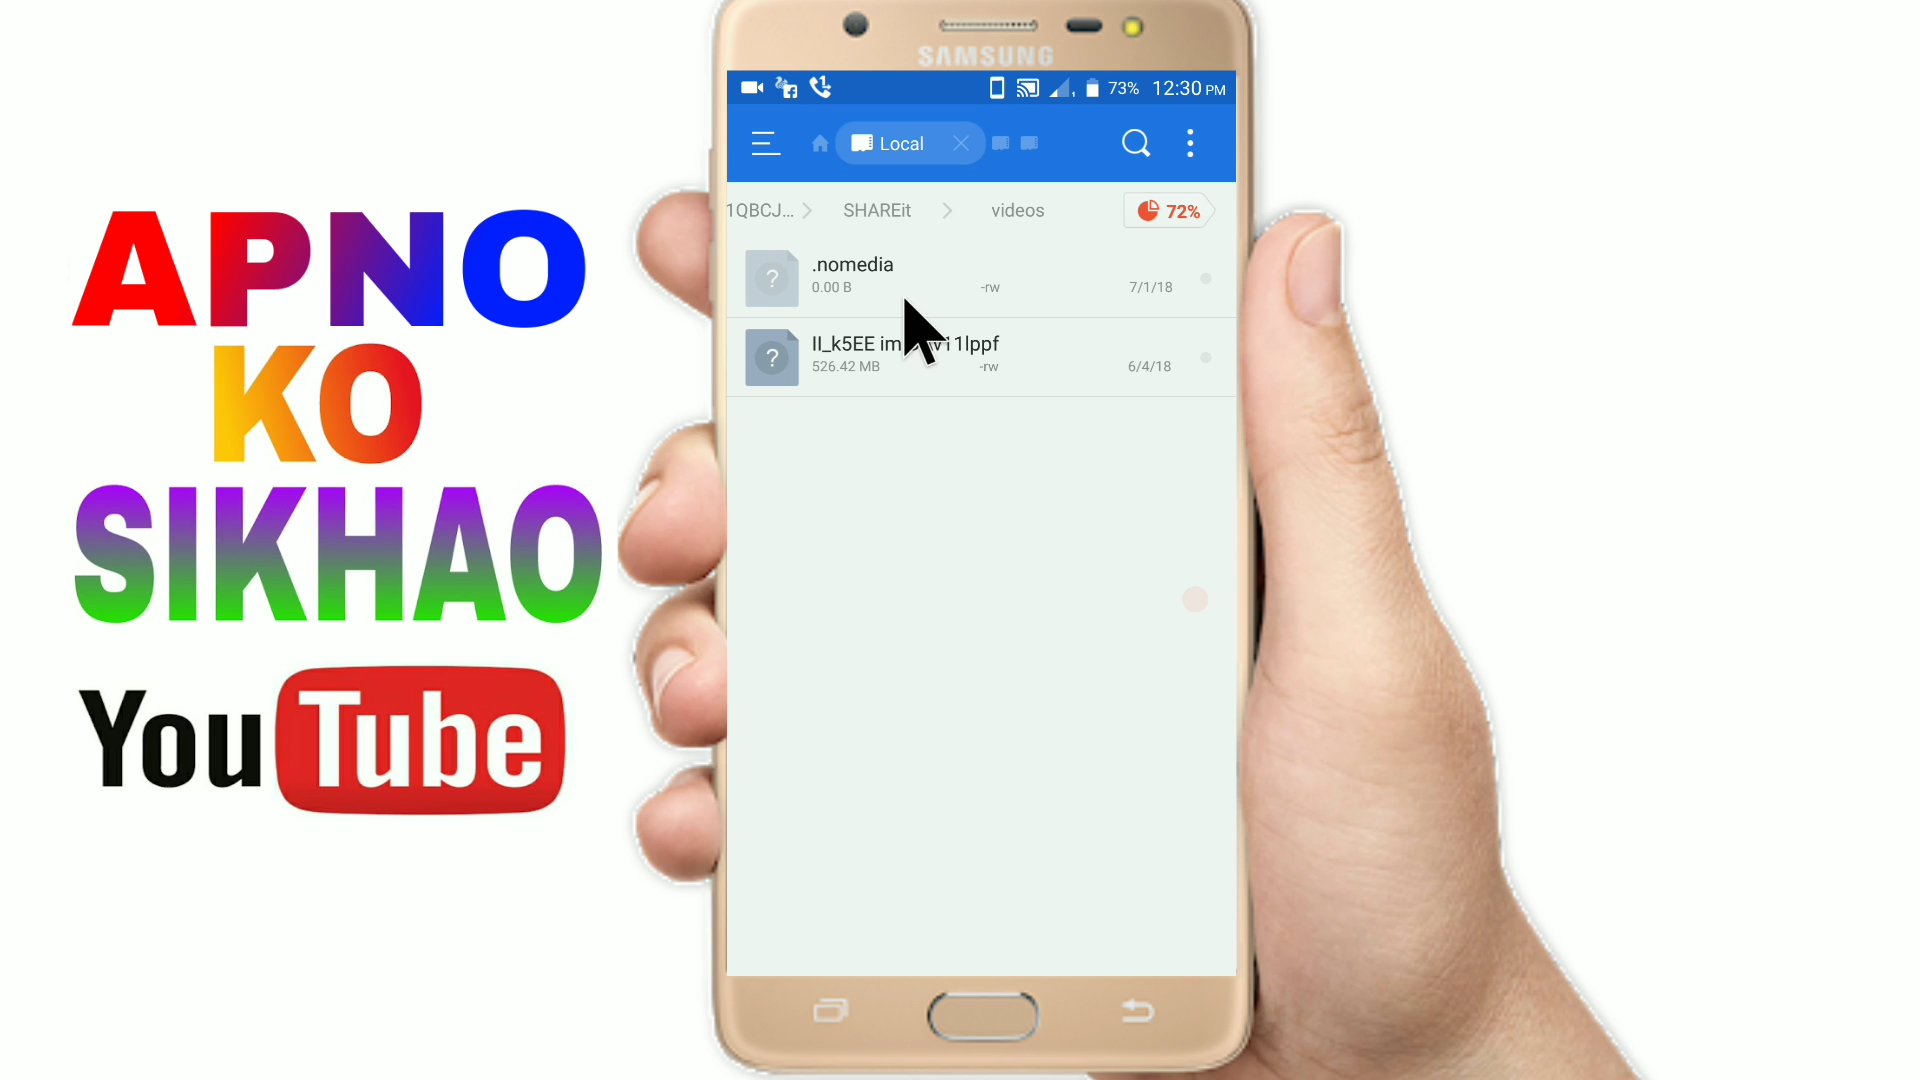 SAMSUNG
1 73% 12:30 PM
Local
1QBCJ... SHAREit videos 72%
.nomedia
0.00 B -rw 7/1/18
526.42 MB -rw 6/4/18
APNO
KO
SIKHAO
YouTube